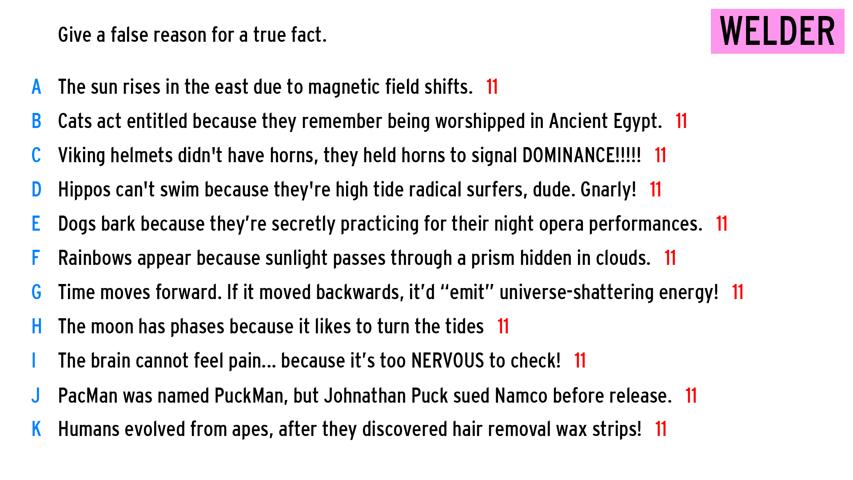 Give a false reason for a true fact.
WELDER
A The sun rises in the east due to magnetic field shifts. 11
B Cats act entitled because they remember being worshipped in Ancient Egypt. 11
C Viking helmets didn't have horns, they held horns to signal DOMINANCE!!!!! 11
D Hippos can't swim because they're high tide radical surfers, dude. Gnarly! 11
E Dogs bark because they’re secretly practicing for their night opera performances. 11
F Rainbows appear because sunlight passes through a prism hidden in clouds. 11
G Time moves forward. If it moved backwards, it’d “emit” universe-shattering energy! 11
H The moon has phases because it likes to turn the tides 11
I The brain cannot feel pain... because it’s too NERVOUS to check! 11
J PacMan was named PuckMan, but Johnathan Puck sued Namco before release. 11
K Humans evolved from apes, after they discovered hair removal wax strips! 11